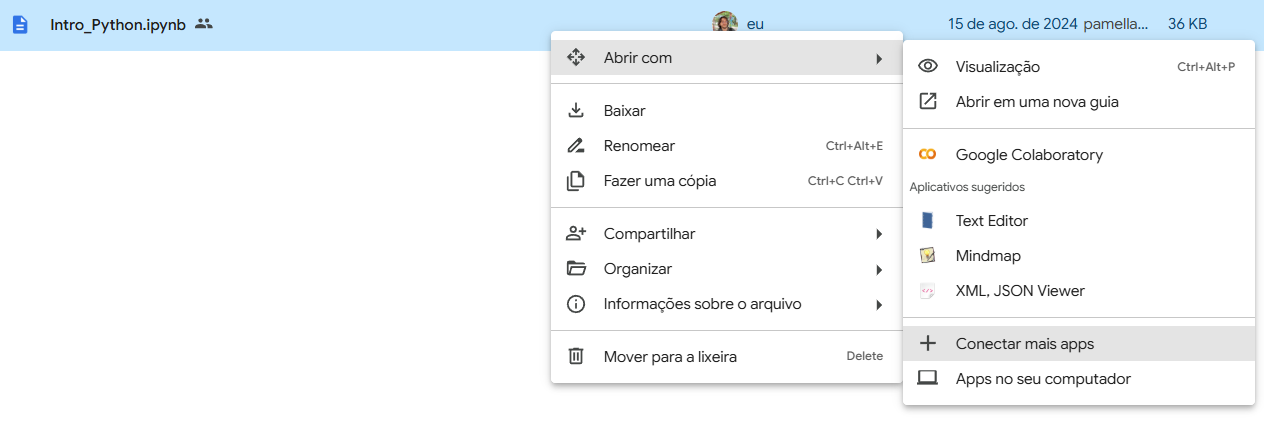 Intro_Python.ipynb
eu
15 de ago. de 2024 pamella...
36 KB
Abrir com
Baixar
Renomear Ctrl+Alt+E
Fazer uma cópia Ctrl+C Ctrl+V
Compartilhar
Organizar
Informações sobre o arquivo
Mover para a lixeira Delete
Visualização Ctrl+Alt+P
Abrir em uma nova guia
Google Colaboratory
Aplicativos sugeridos
Text Editor
Mindmap
XML, JSON Viewer
Conectar mais apps
Apps no seu computador